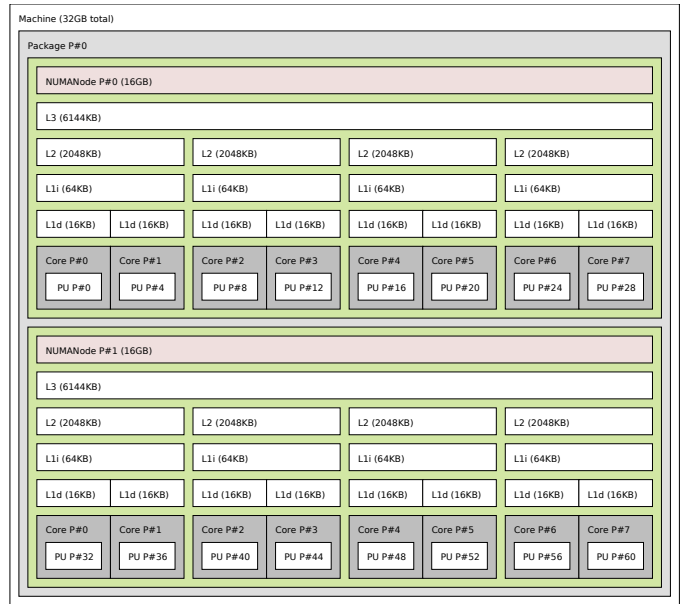 Machine (32GB total)
Package P#0
NUMANode P#0 (16GB)
L3 (6144KB)
L2 (2048KB) L2 (2048KB) L2 (2048KB) L2 (2048KB)
L1i (64KB) L1i (64KB) L1i (64KB) L1i (64KB)
L1d (16KB) L1d (16KB) L1d (16KB) L1d (16KB) L1d (16KB) L1d (16KB) L1d (16KB) L1d (16KB)
Core P#0 Core P#1 Core P#2 Core P#3 Core P#4 Core P#5 Core P#6 Core P#7
PU P#0 PU P#4 PU P#8 PU P#12 PU P#16 PU P#20 PU P#24 PU P#28
NUMANode P#1 (16GB)
L3 (6144KB)
L2 (2048KB) L2 (2048KB) L2 (2048KB) L2 (2048KB)
L1i (64KB) L1i (64KB) L1i (64KB) L1i (64KB)
L1d (16KB) L1d (16KB) L1d (16KB) L1d (16KB) L1d (16KB) L1d (16KB) L1d (16KB) L1d (16KB)
Core P#0 Core P#1 Core P#2 Core P#3 Core P#4 Core P#5 Core P#6 Core P#7
PU P#32 PU P#36 PU P#40 PU P#44 PU P#48 PU P#52 PU P#56 PU P#60